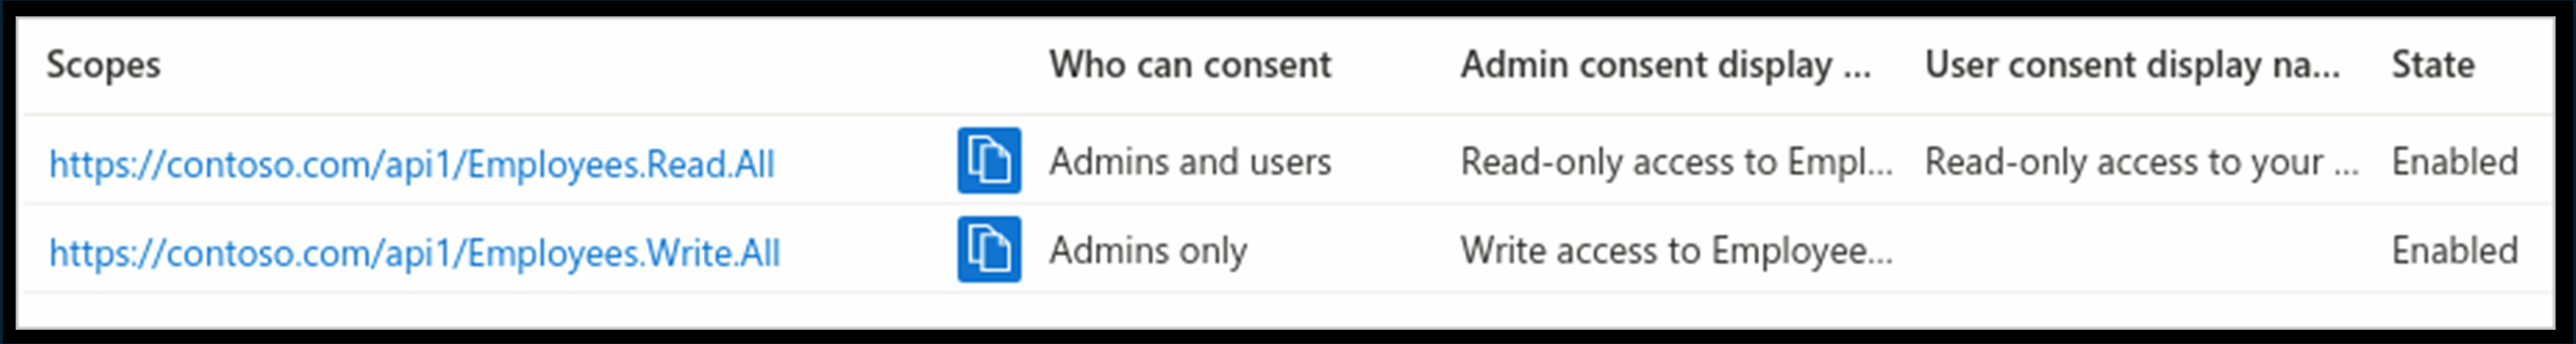 Scopes Who can consent Admin consent display ... User consent display na... State
https://contoso.com/api1/Employees.Read.All Admins and users Read-only access to Empl... Read-only access to your ... Enabled
https://contoso.com/api1/Employees.Write.All Admins only Write access to Employee... Enabled